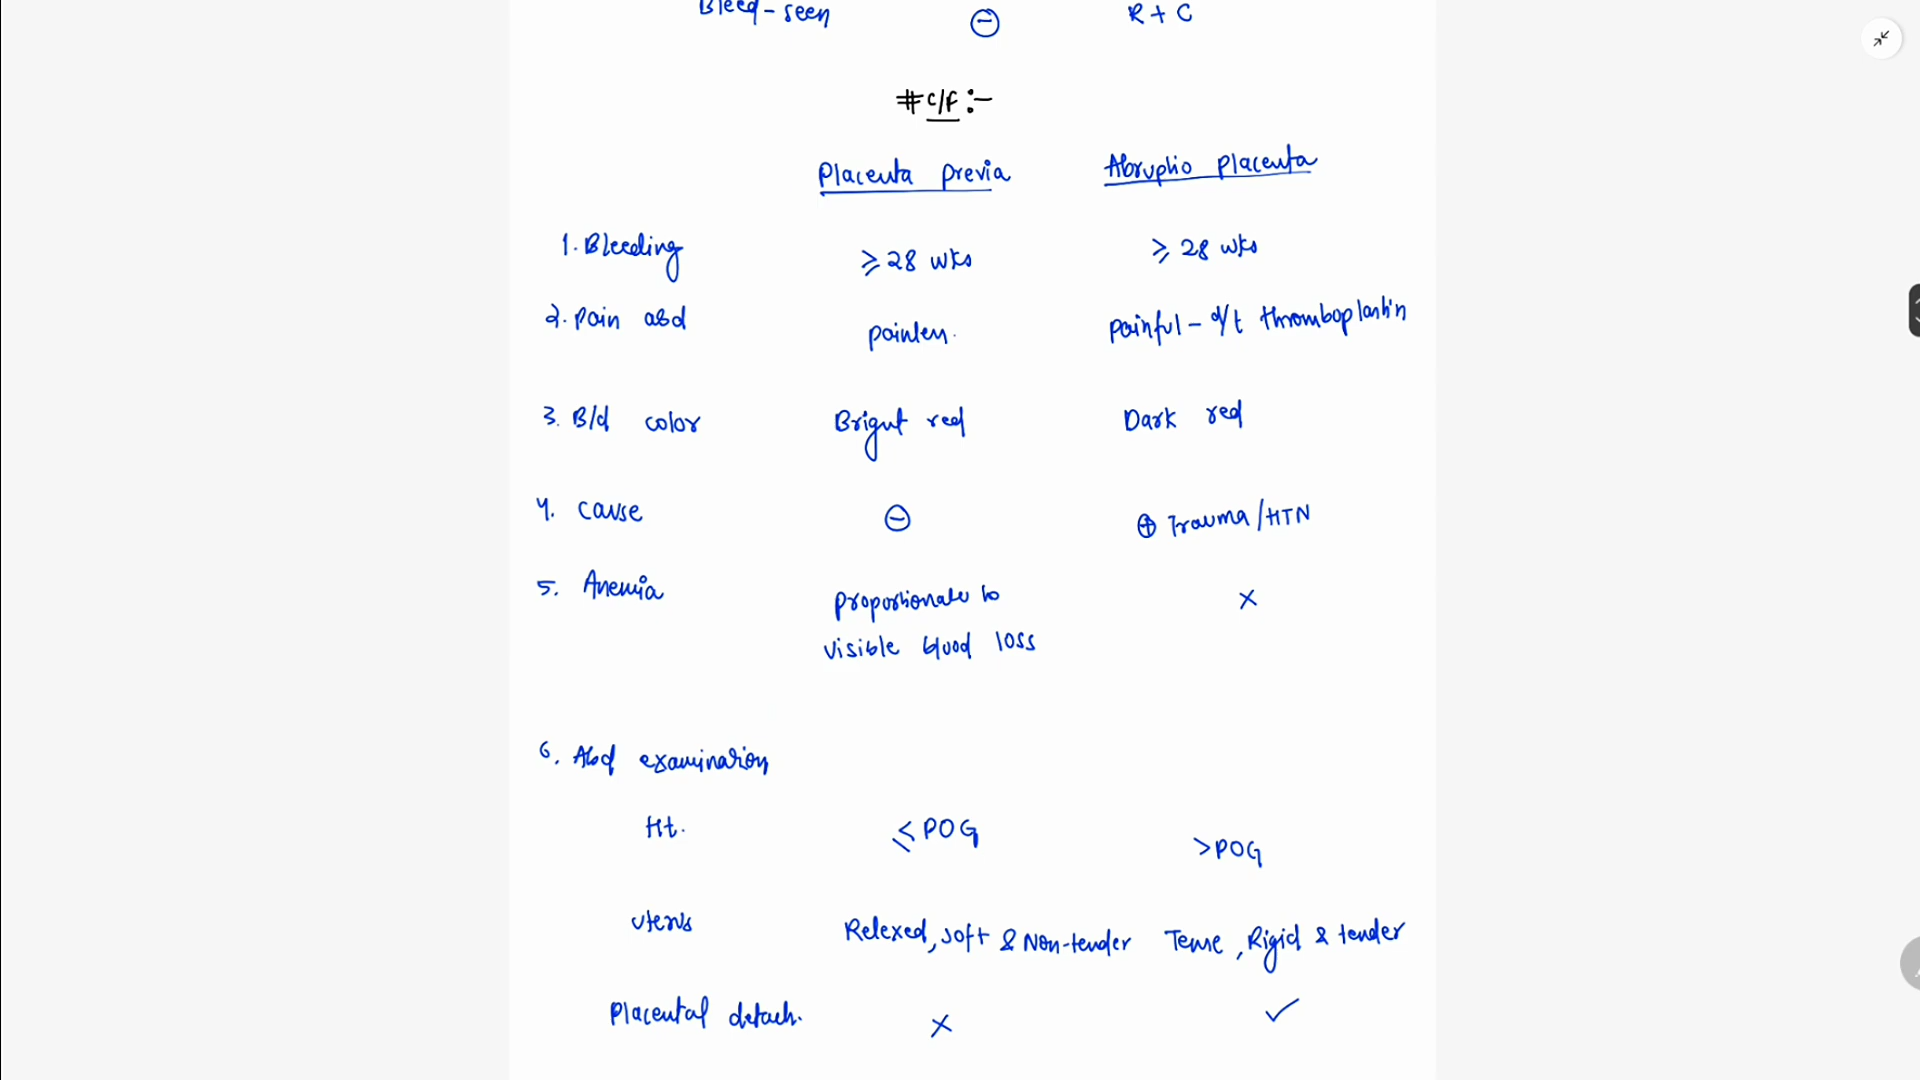 Bleed-seen ⊖ R + C
# C/F :-
Placenta previa Abruptio placenta
1. Bleeding ≥ 28 wks ≥ 28 wks
2. Pain abd painless. painful - d/t thromboplastin
3. B/d color Bright red Dark red
4. Cause ⊖ ⊕ Trauma/HTN
5. Anemia proportionate to ×
visible blood loss
6. Abd examination
Ht. ≤ POG >POG
uterus Relexed, soft & Non-tender Tense, Rigid & tender
Placental detach. × ✓